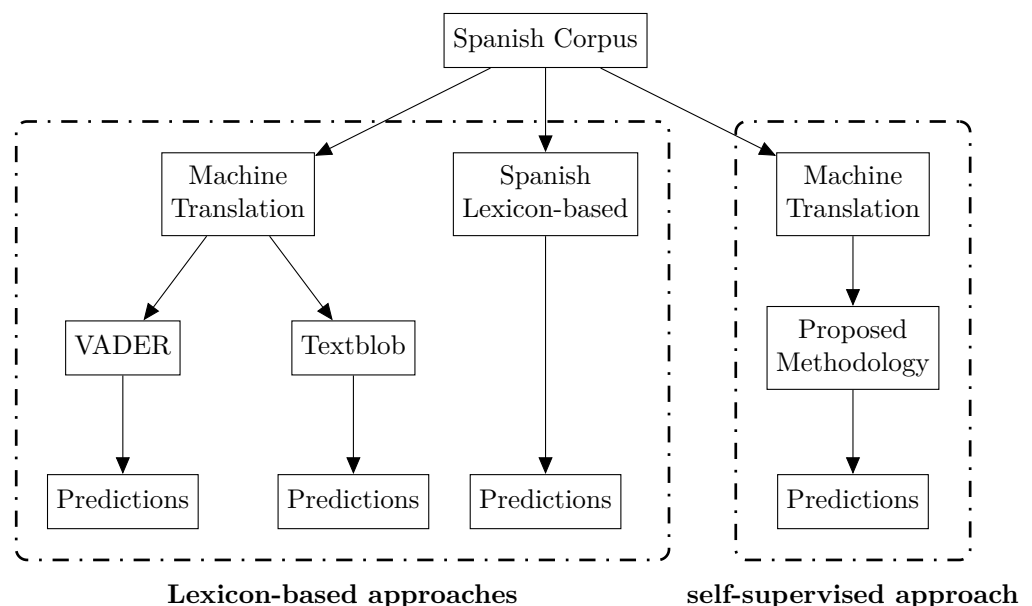 Spanish Corpus
Machine
Translation
Spanish
Lexicon-based
Machine
Translation
VADER
Textblob
Proposed
Methodology
Predictions
Predictions
Predictions
Predictions
Lexicon-based approaches
self-supervised approach